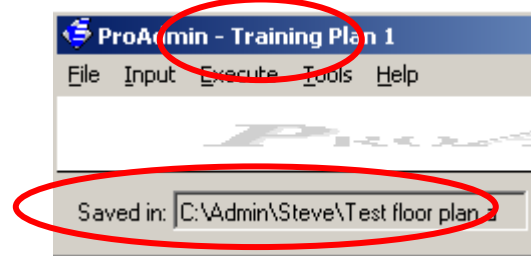 ProAdmin - Training Plan 1
File Input Execute Tools Help
Saved in: C:\Admin\Steve\Test floor plan a